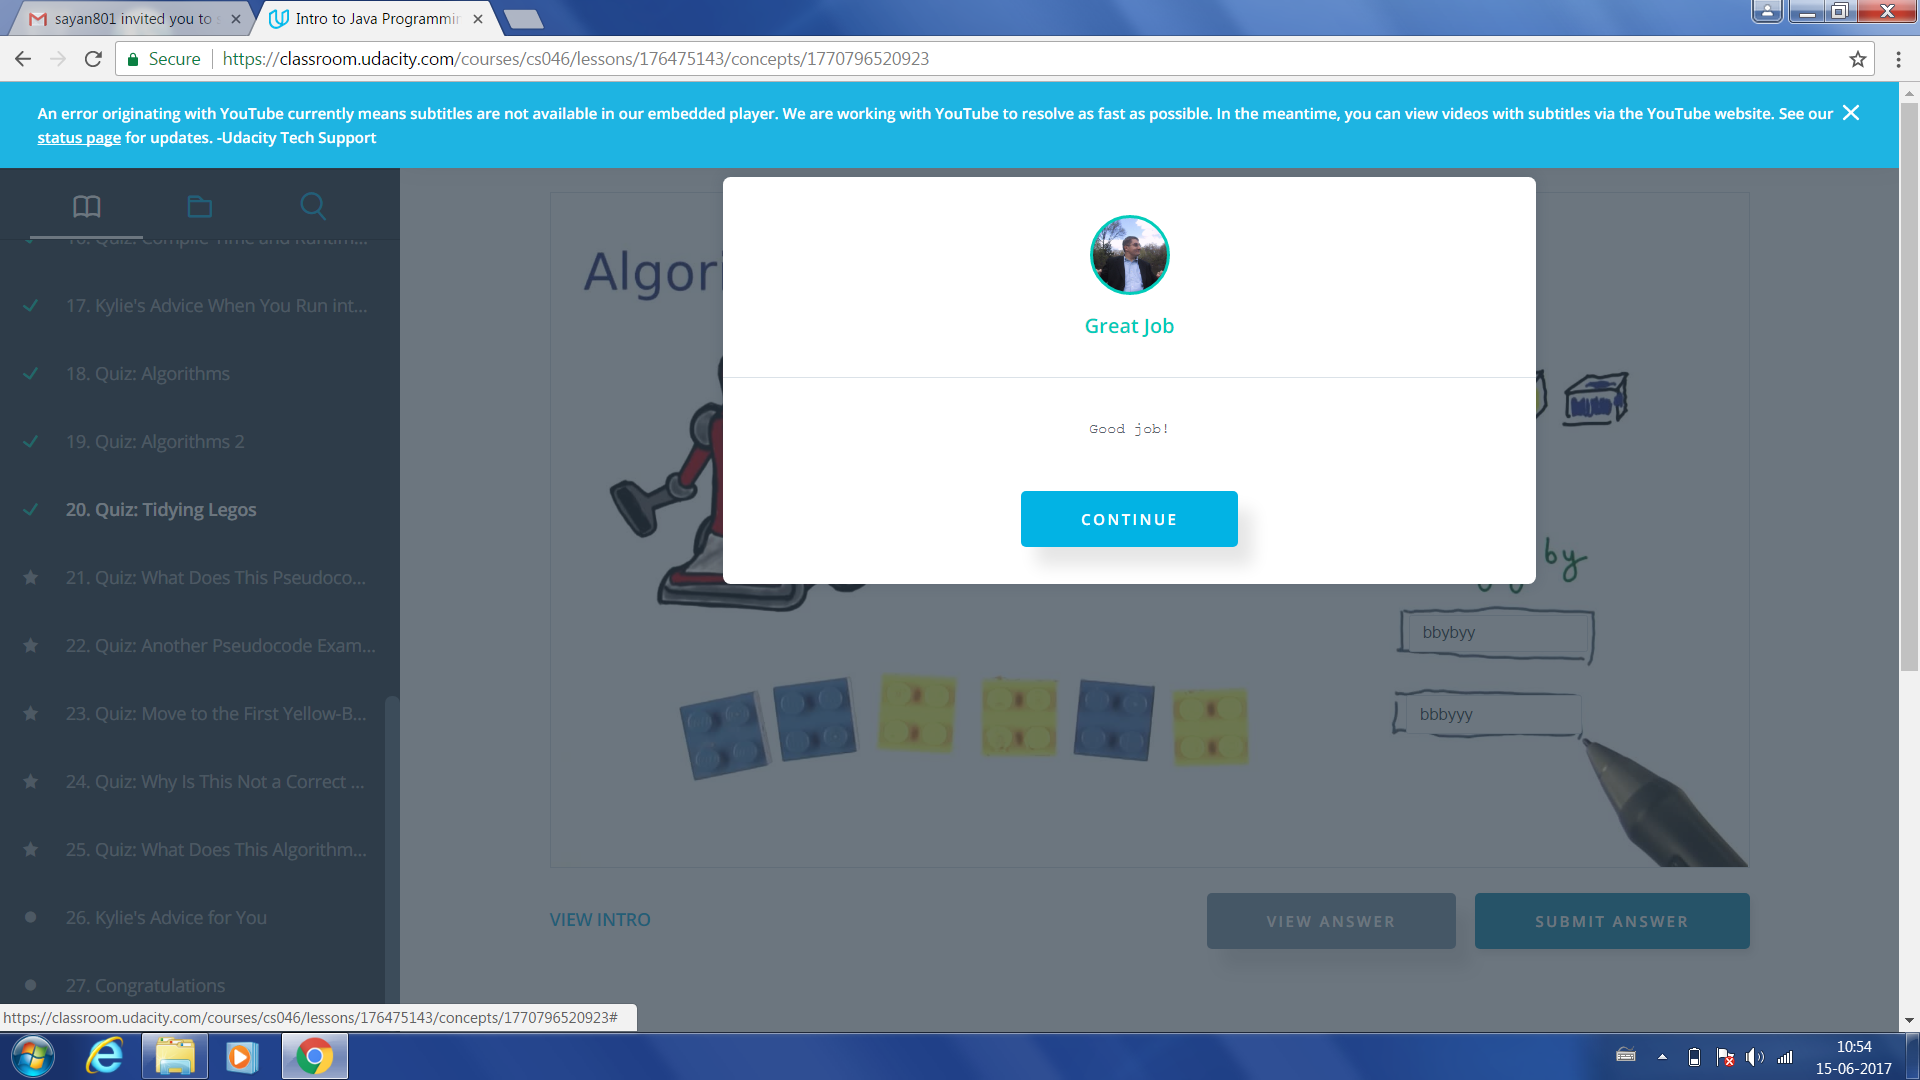 sayan801 invited you to
Intro to Java Programmin
Secure
https://classroom.udacity.com/courses/cs046/lessons/176475143/concepts/1770796520923
An error originating with YouTube currently means subtitles are not available in our embedded player. We are working with YouTube to resolve as fast as possible. In the meantime, you can view videos with subtitles via the YouTube website. See our
status page for updates. -Udacity Tech Support
16. Quiz: Compile-Time and Runtim...
17. Kylie's Advice When You Run int...
18. Quiz: Algorithms
19. Quiz: Algorithms 2
20. Quiz: Tidying Legos
21. Quiz: What Does This Pseudoco...
22. Quiz: Another Pseudocode Exam...
23. Quiz: Move to the First Yellow-B...
24. Quiz: Why Is This Not a Correct ...
25. Quiz: What Does This Algorithm...
26. Kylie's Advice for You
27. Congratulations
Algori
Great Job
Good job!
CONTINUE
by
bbybyy
bbbyyy
VIEW INTRO
VIEW ANSWER
SUBMIT ANSWER
https://classroom.udacity.com/courses/cs046/lessons/176475143/concepts/1770796520923#
10:54
15-06-2017